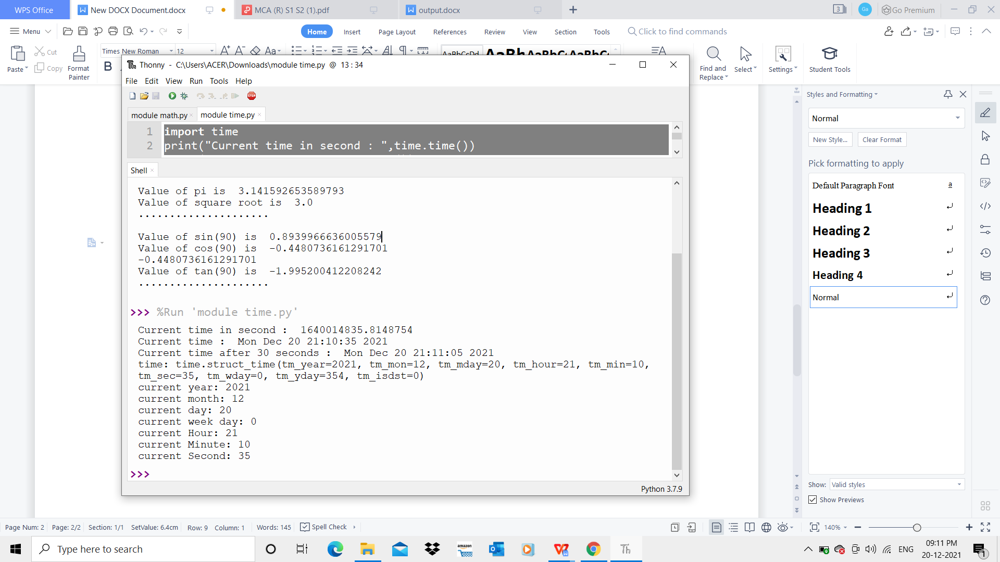 WPS Office
New DOCX Document.docx
MCA (R) S1 S2 (1).pdf
output.docx
3
Ga
Go Premium
Menu
Home
Insert
Page Layout
References
Review
View
Section
Tools
Click to find commands
Paste
Cut
Copy
Format Painter
Times New Roman
12
B
AaBbCcDd
Find and Replace
Select
Settings
Student Tools
Thonny - C:\Users\ACER\Downloads\module time.py @ 13 : 34
File Edit View Run Tools Help
module math.py
module time.py
1 import time
2 print("Current time in second : ",time.time())
Shell
Value of pi is  3.141592653589793
Value of square root is  3.0
.....................
Value of sin(90) is  0.8939966636005579
Value of cos(90) is  -0.4480736161291701
-0.4480736161291701
Value of tan(90) is  -1.995200412208242
.....................
>>> %Run 'module time.py'
Current time in second :  1640014835.8148754
Current time :  Mon Dec 20 21:10:35 2021
Current time after 30 seconds :  Mon Dec 20 21:11:05 2021
time: time.struct_time(tm_year=2021, tm_mon=12, tm_mday=20, tm_hour=21, tm_min=10,
tm_sec=35, tm_wday=0, tm_yday=354, tm_isdst=0)
current year: 2021
current month: 12
current day: 20
current week day: 0
current Hour: 21
current Minute: 10
current Second: 35
>>>
Python 3.7.9
Styles and Formatting
Normal
New Style...
Clear Format
Pick formatting to apply
Default Paragraph Font a
Heading 1
Heading 2
Heading 3
Heading 4
Normal
Show: Valid styles
Show Previews
Page Num: 2
Page: 2/2
Section: 1/1
SetValue: 6.4cm
Row: 9
Column: 1
Words: 145
Spell Check
140%
Type here to search
amazon
ENG
09:11 PM
20-12-2021
1